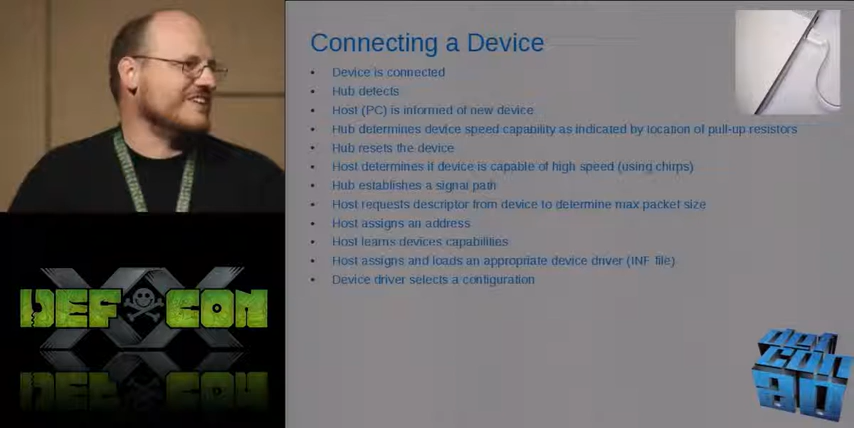 Connecting a Device
• Device is connected
• Hub detects
• Host (PC) is informed of new device
• Hub determines device speed capability as indicated by location of pull-up resistors
• Hub resets the device
• Host determines if device is capable of high speed (using chirps)
• Hub establishes a signal path
• Host requests descriptor from device to determine max packet size
• Host assigns an address
• Host learns devices capabilities
• Host assigns and loads an appropriate device driver (INF file)
• Device driver selects a configuration
XX
DEF CON
def
con
20